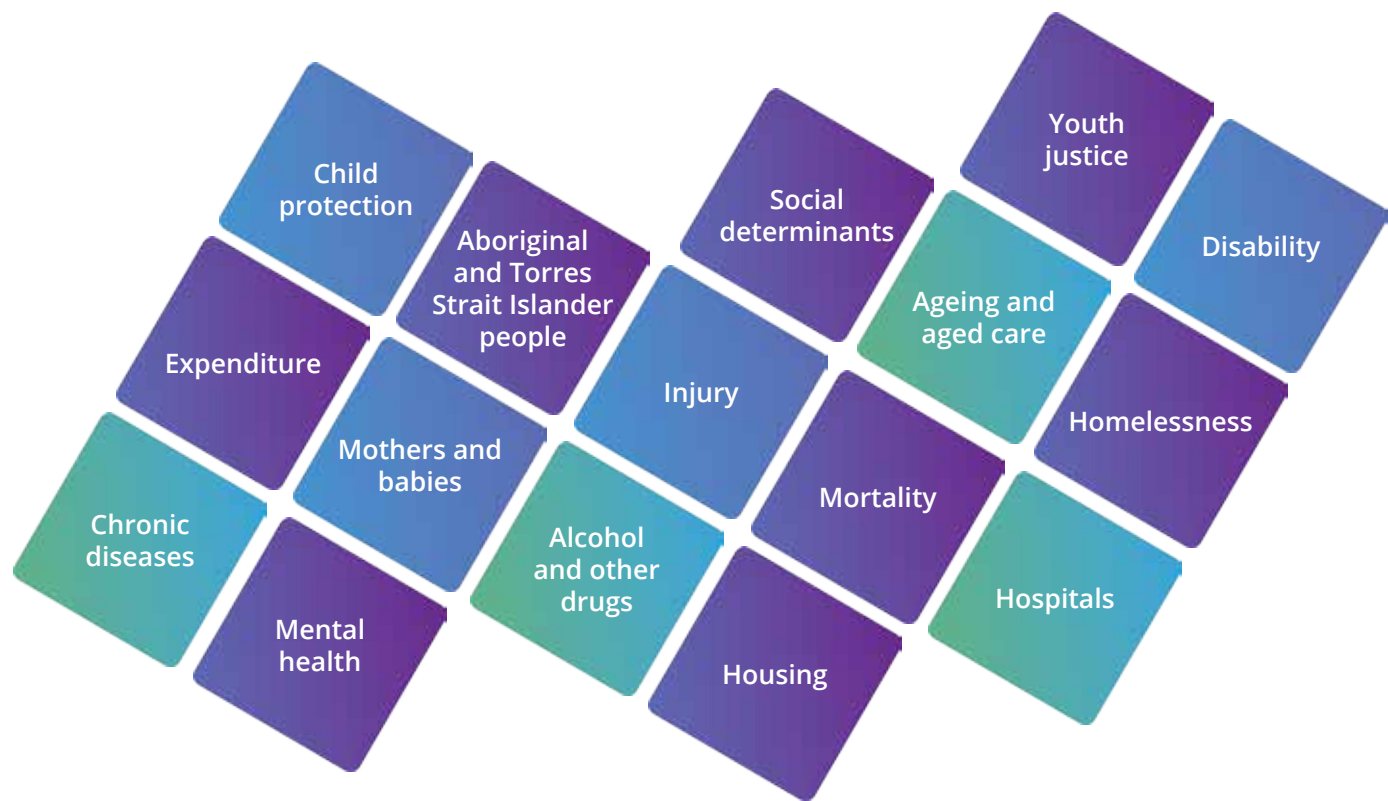 Youth
justice
Child
protection
Social
determinants
Disability
Aboriginal
and Torres
Strait Islander
people
Ageing and
aged care
Expenditure
Injury
Homelessness
Mothers and
babies
Mortality
Chronic
diseases
Alcohol
and other
drugs
Hospitals
Mental
health
Housing